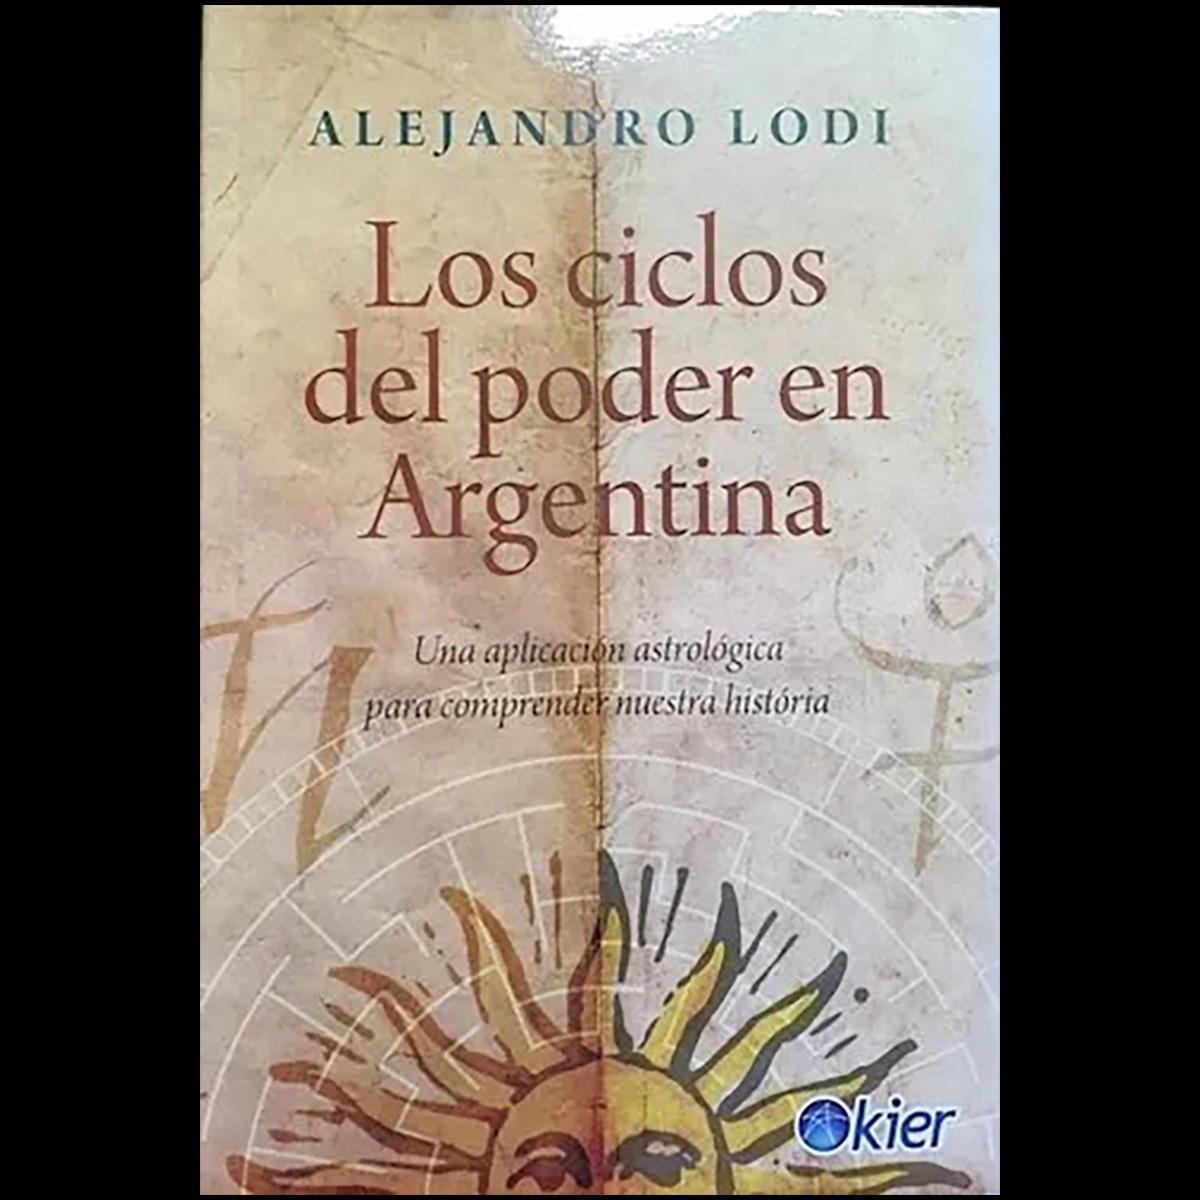 ALEJANDRO LODI
Los ciclos
del poder en
Argentina
Una aplicación astrológica
para comprender nuestra história
kier